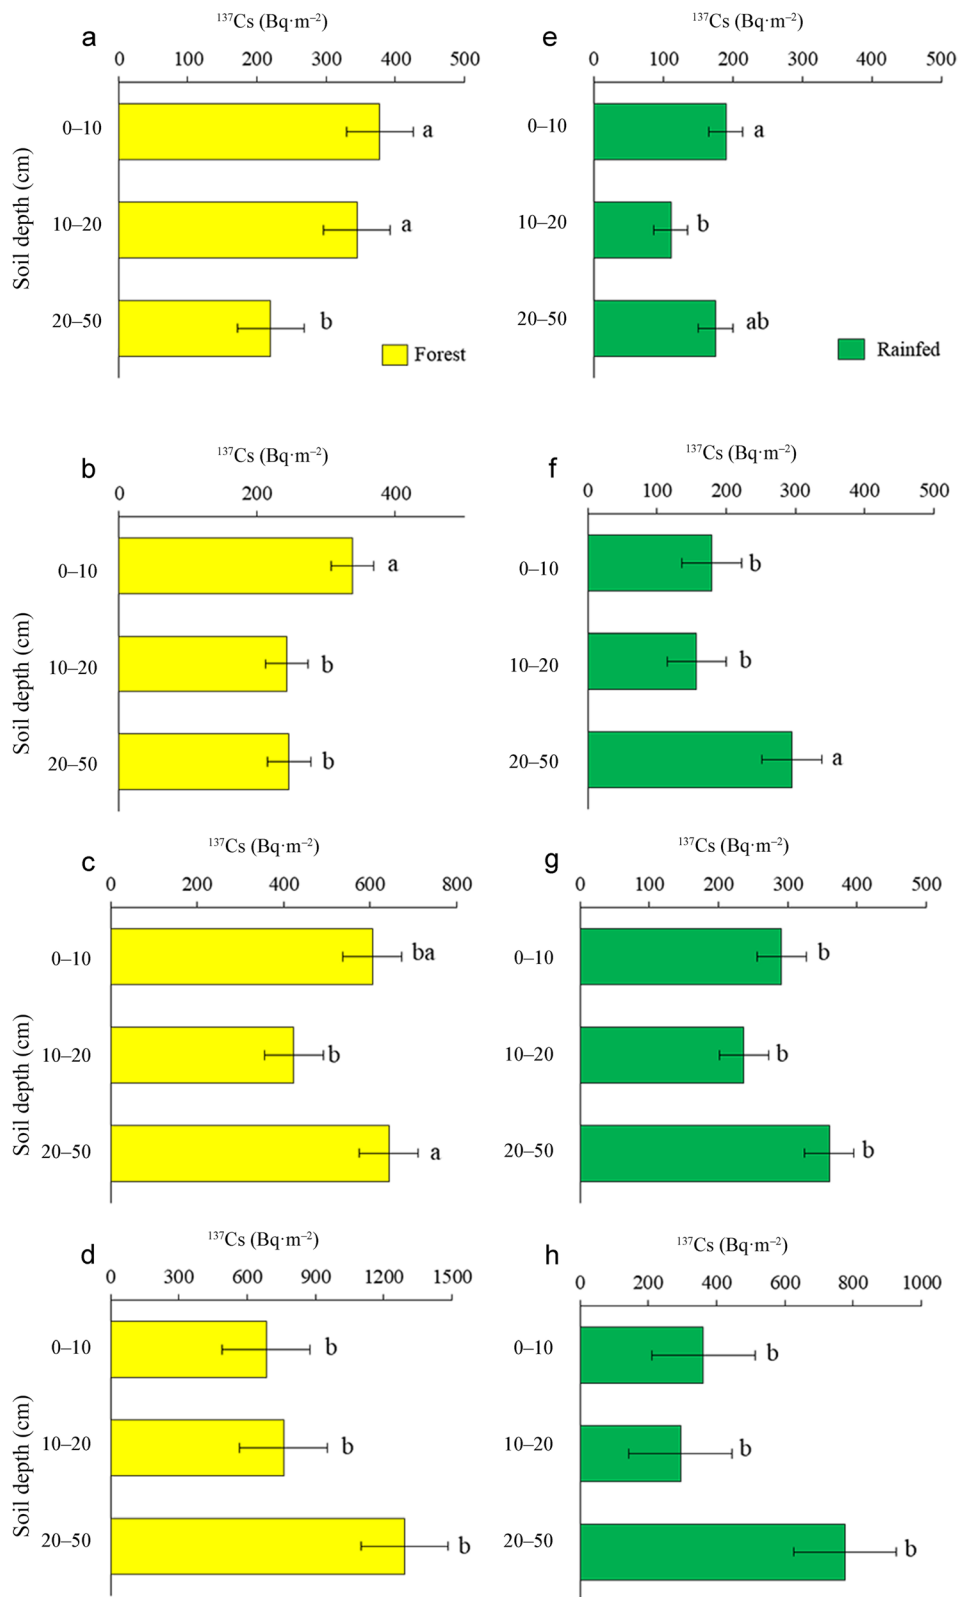 a
¹³⁷Cs (Bq·m⁻²)
0 100 200 300 400 500
Soil depth (cm)
0–10 a
10–20 a
20–50 b
Forest
e
¹³⁷Cs (Bq·m⁻²)
0 100 200 300 400 500
0–10 a
10–20 b
20–50 ab
Rainfed
b
¹³⁷Cs (Bq·m⁻²)
0 200 400
Soil depth (cm)
0–10 a
10–20 b
20–50 b
f
¹³⁷Cs (Bq·m⁻²)
0 100 200 300 400 500
0–10 b
10–20 b
20–50 a
c
¹³⁷Cs (Bq·m⁻²)
0 200 400 600 800
Soil depth (cm)
0–10 ba
10–20 b
20–50 a
g
¹³⁷Cs (Bq·m⁻²)
0 100 200 300 400 500
0–10 b
10–20 b
20–50 b
d
¹³⁷Cs (Bq·m⁻²)
0 300 600 900 1200 1500
Soil depth (cm)
0–10 b
10–20 b
20–50 b
h
¹³⁷Cs (Bq·m⁻²)
0 200 400 600 800 1000
0–10 b
10–20 b
20–50 b